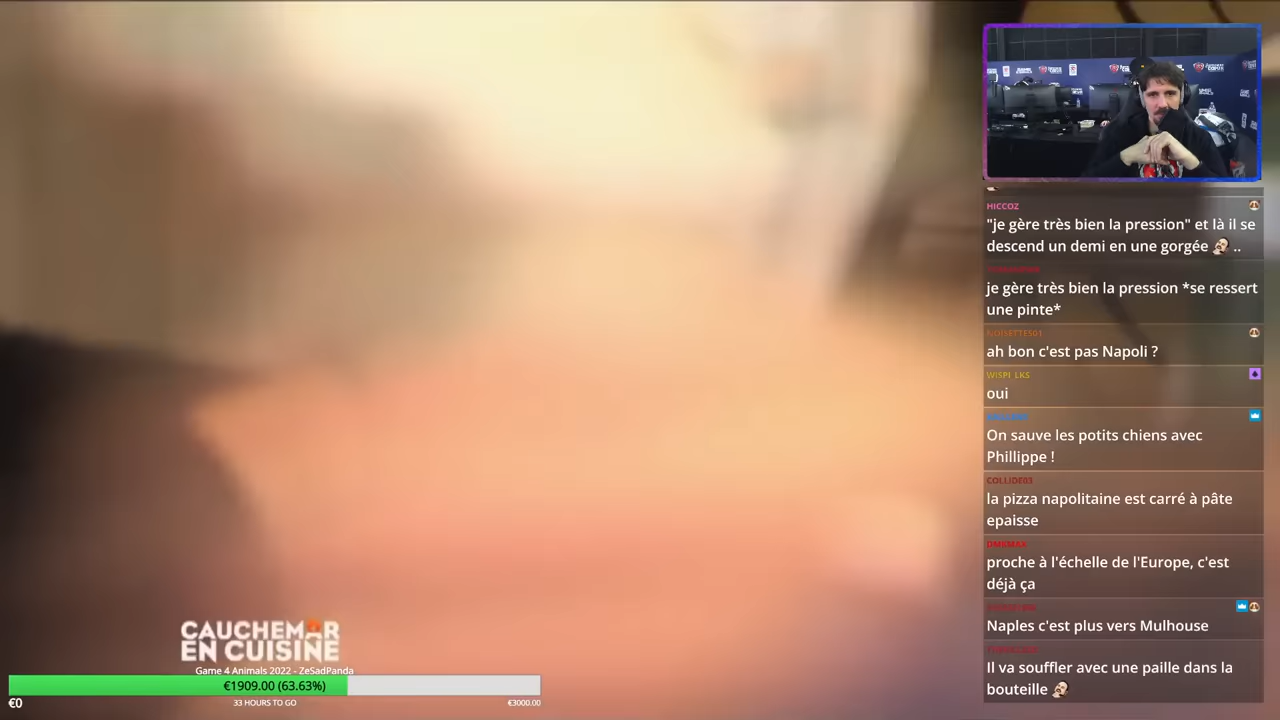 HICCOZ
"je gère très bien la pression" et là il se
descend un demi en une gorgée ..
je gère très bien la pression *se ressert
une pinte*
NOISETTES01
ah bon c'est pas Napoli ?
WISPI_LKS
oui
On sauve les potits chiens avec
Phillippe !
COLLIDE03
la pizza napolitaine est carré à pâte
epaisse
proche à l'échelle de l'Europe, c'est
déjà ça
Naples c'est plus vers Mulhouse
Il va souffler avec une paille dans la
bouteille
CAUCHEMAR
EN CUISINE
Game 4 Animals 2022 - ZeSadPanda
€1909.00 (63.63%)
€0
33 HOURS TO GO
€3000.00